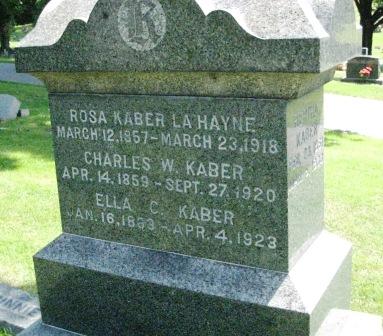 K
ROSA KABER LA HAYNE
MARCH 12, 1857 - MARCH 23, 1918
CHARLES W. KABER
APR. 14, 1859 - SEPT. 27, 1920
ELLA C. KABER
JAN. 16, 1863 - APR. 4, 1923
KABER